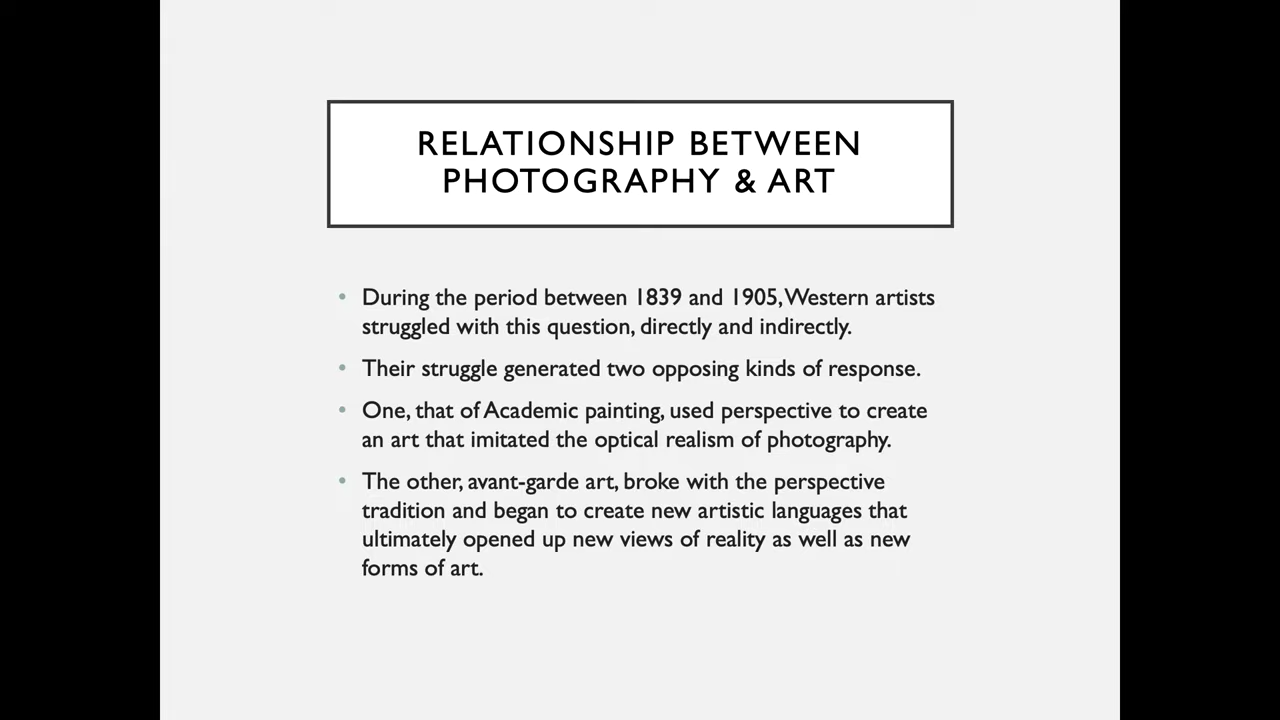 RELATIONSHIP BETWEEN
PHOTOGRAPHY & ART
• During the period between 1839 and 1905, Western artists
struggled with this question, directly and indirectly.
• Their struggle generated two opposing kinds of response.
• One, that of Academic painting, used perspective to create
an art that imitated the optical realism of photography.
• The other, avant-garde art, broke with the perspective
tradition and began to create new artistic languages that
ultimately opened up new views of reality as well as new
forms of art.